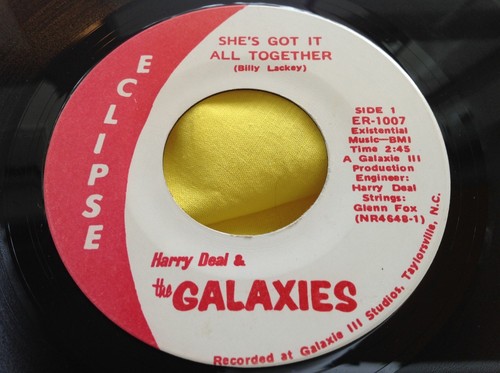 ECLIPSE
SHE'S GOT IT
ALL TOGETHER
(Billy Lackey)
SIDE 1
ER-1007
Existential
Music—BMI
Time 2:45
A Galaxie III
Production
Engineer:
Harry Deal
Strings:
Glenn Fox
(NR4648-1)
Harry Deal &
the GALAXIES
Recorded at Galaxie III Studios, Taylorsville, N.C.